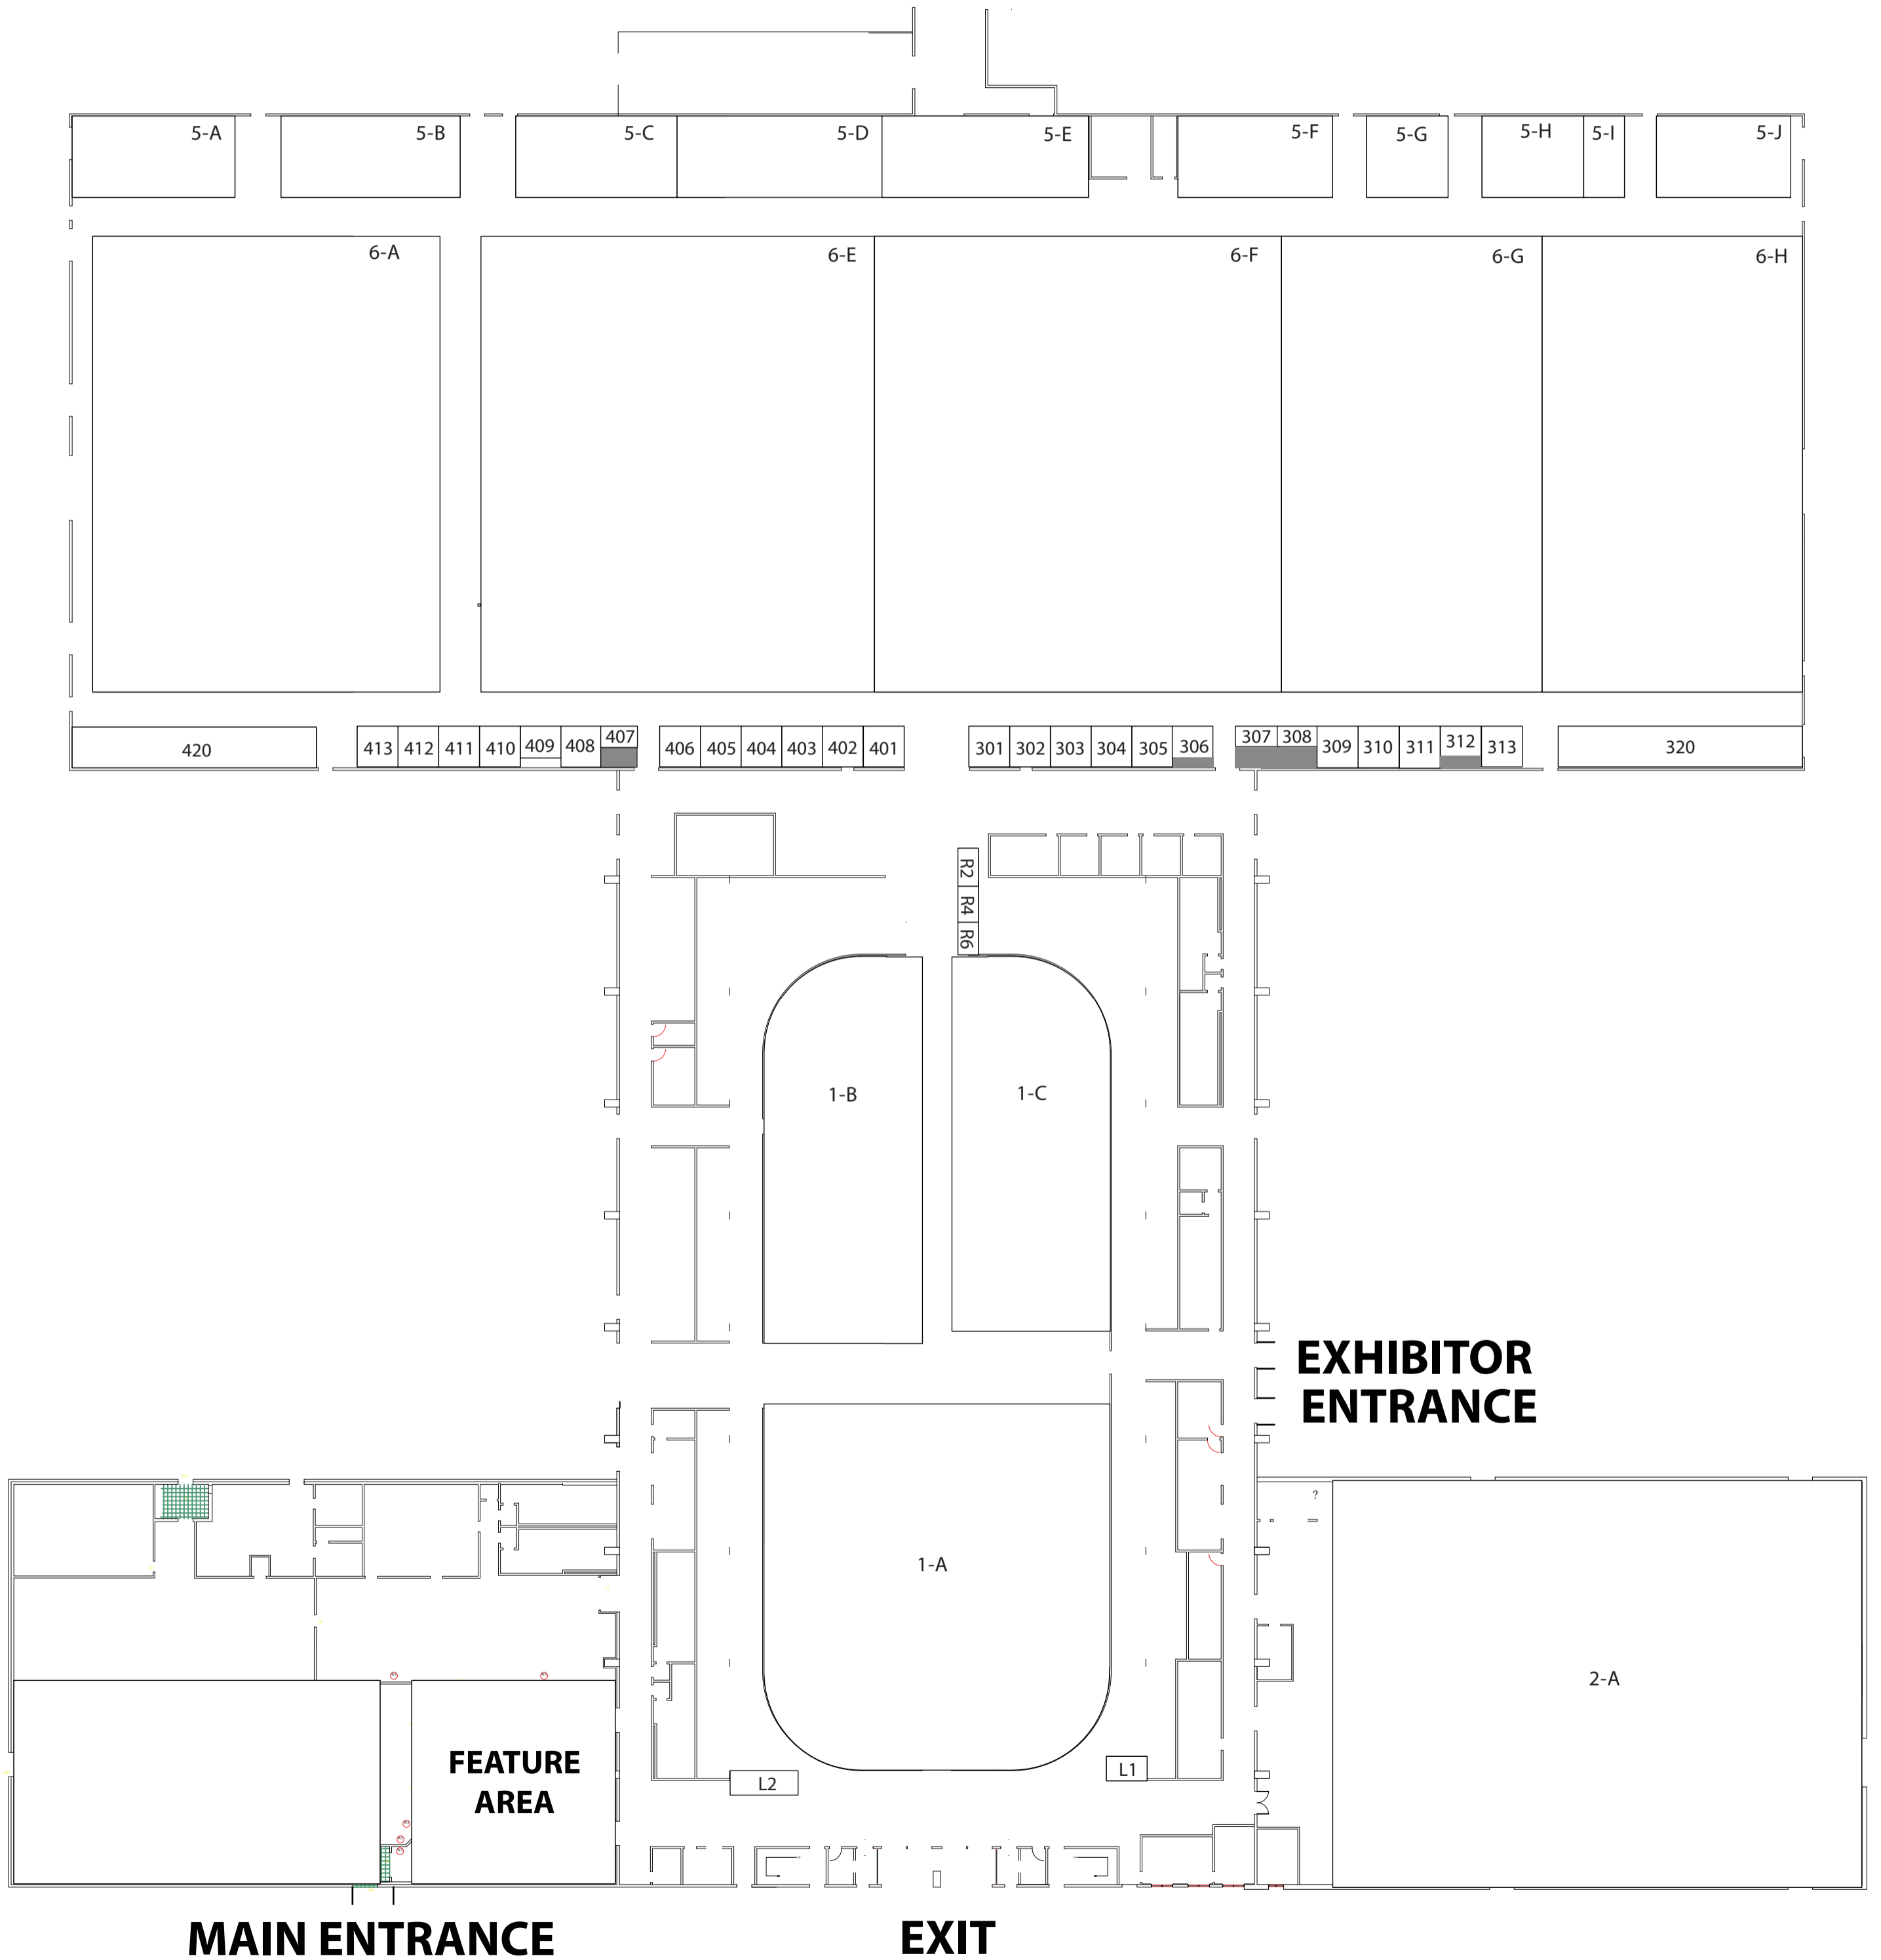 5-A
5-B
5-C
5-D
5-E
5-F
5-G
5-H
5-I
5-J
6-A
6-E
6-F
6-G
6-H
420
413
412
411
410
409
408
407
406
405
404
403
402
401
301
302
303
304
305
306
307
308
309
310
311
312
313
320
R2
R4
R6
1-B
1-C
EXHIBITOR
ENTRANCE
?
1-A
2-A
FEATURE
AREA
L2
L1
MAIN ENTRANCE
EXIT